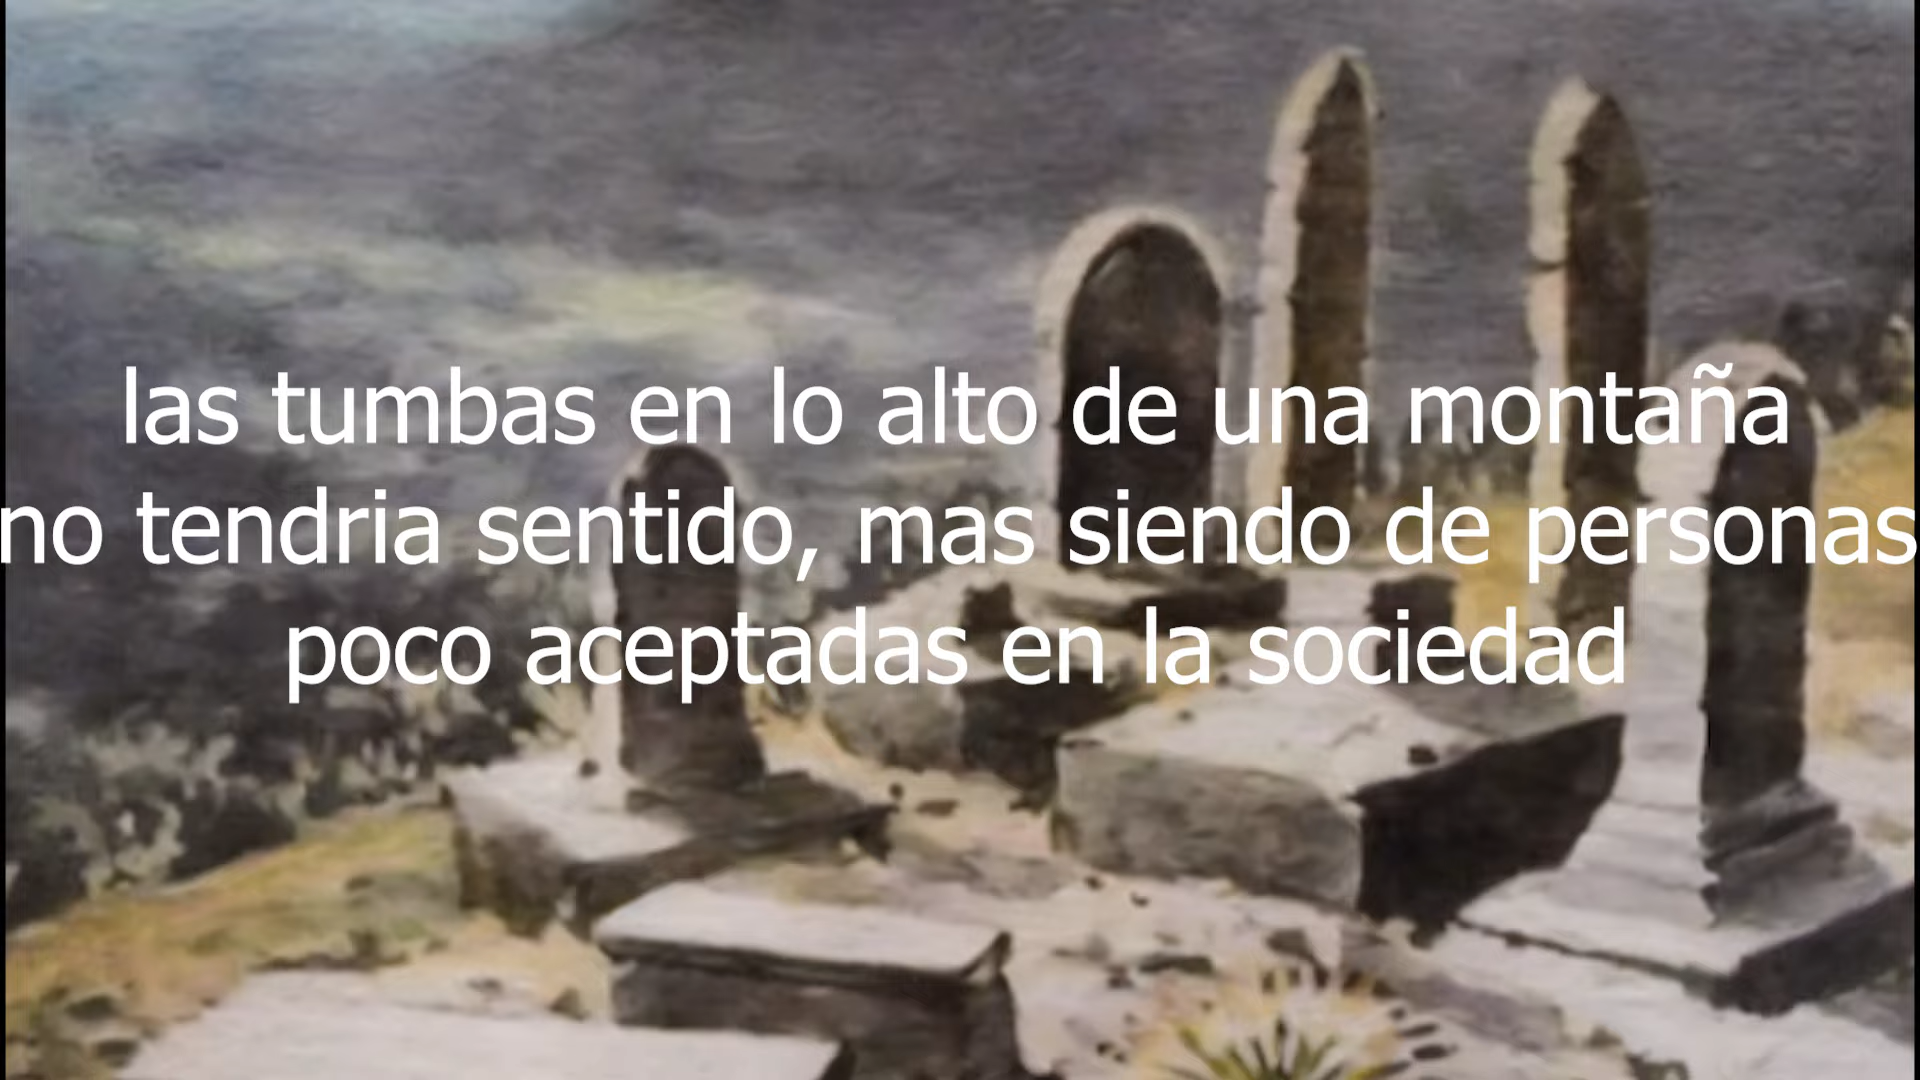 las tumbas en lo alto de una montaña
no tendria sentido, mas siendo de personas
poco aceptadas en la sociedad